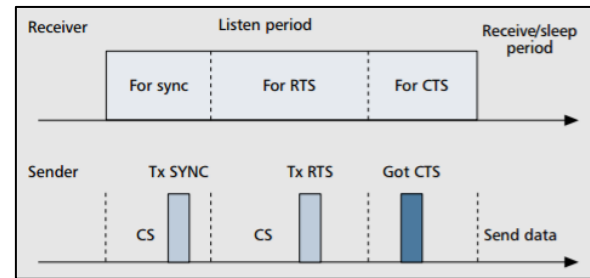 Receiver
Listen period
Receive/sleep
period
For sync
For RTS
For CTS
Sender
Tx SYNC
Tx RTS
Got CTS
CS
CS
Send data